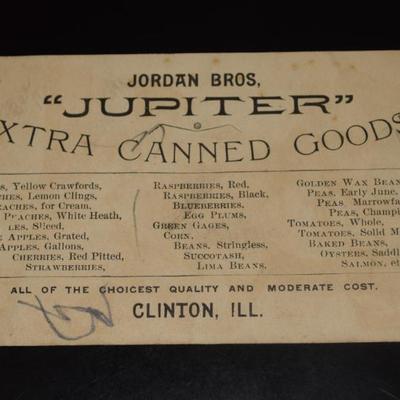 JORDAN BROS,
"JUPITER"
XTRA CANNED GOODS
S, YELLOW CRAWFORDS,
HES, LEMON CLINGS,
EACHES, FOR CREAM,
PEACHES, WHITE HEATH,
LES, SLICED,
E APPLES, GRATED,
APPLES, GALLONS,
CHERRIES, RED PITTED,
STRAWBERRIES,
RASPBERRIES, RED,
RASPBERRIES, BLACK,
BLUEBERRIES,
EGG PLUMS,
GREEN GAGES,
CORN,
BEANS, STRINGLESS,
SUCCOTASH,
LIMA BEANS,
GOLDEN WAX BEAN
PEAS, EARLY JUNE,
PEAS MARROWFA
PEAS, CHAMPI
TOMATOES, WHOLE,
TOMATOES, SOLID M
BAKED BEANS,
OYSTERS, SADDL
SALMON, ET
ALL OF THE CHOICEST QUALITY AND MODERATE COST.
CLINTON, ILL.